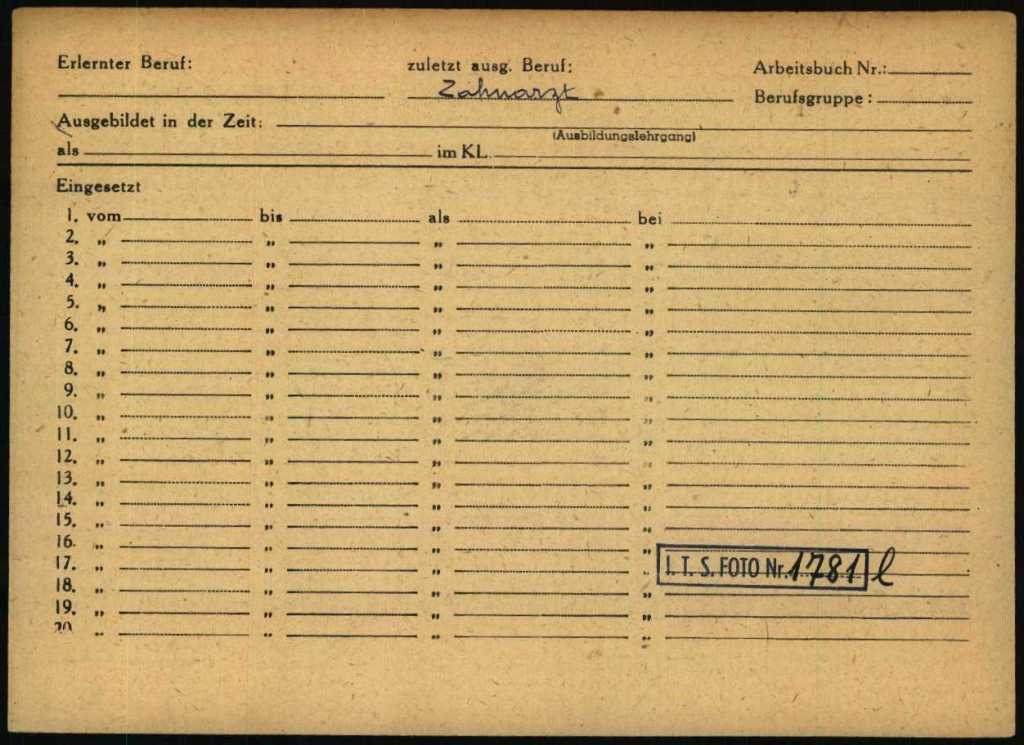 Erlernter Beruf: zuletzt ausg. Beruf: Arbeitsbuch Nr.:
Zahnarzt Berufsgruppe:
Ausgebildet in der Zeit:
(Ausbildungslehrgang)
als im KL.
Eingesetzt
1. vom bis als bei
2. „ „ „ „
3. „ „ „ „
4. „ „ „ „
5. „ „ „ „
6. „ „ „ „
7. „ „ „ „
8. „ „ „ „
9. „ „ „ „
10. „ „ „ „
11. „ „ „ „
12. „ „ „ „
13. „ „ „ „
14. „ „ „ „
15. „ „ „ „
16. „ „ „ „
17. „ „ „ „ I. T. S. FOTO Nr. 1781 l
18. „ „ „ „
19. „ „ „ „
20. „ „ „ „